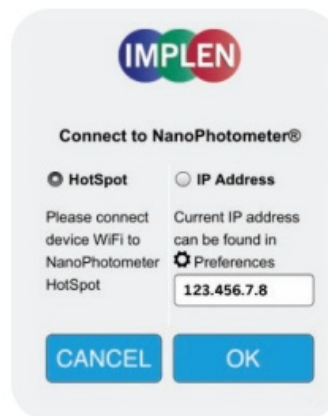 IMPLEN
Connect to NanoPhotometer®
HotSpot
Please connect
device WiFi to
NanoPhotometer
HotSpot
IP Address
Current IP address
can be found in
Preferences
123.456.7.8
CANCEL
OK